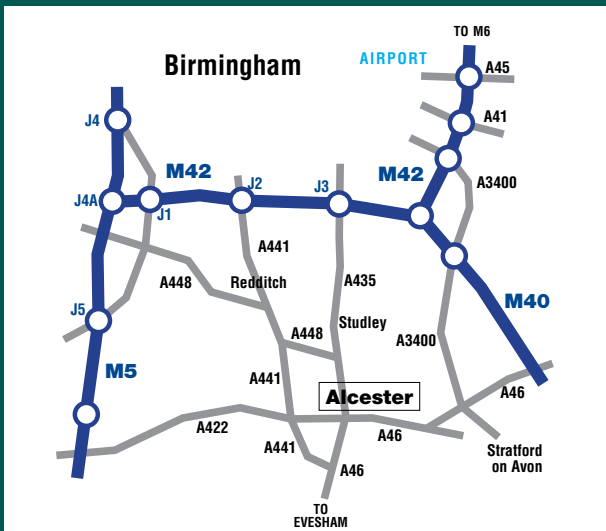 TO M6
Birmingham
AIRPORT
A45
J4
A41
M42
M42
J2
J3
A3400
J4A
J1
A441
A435
A448
Redditch
M40
J5
Studley
A448
A3400
M5
A441
Alcester
A46
A422
A441
A46
A46
Stratford
on Avon
TO
EVESHAM